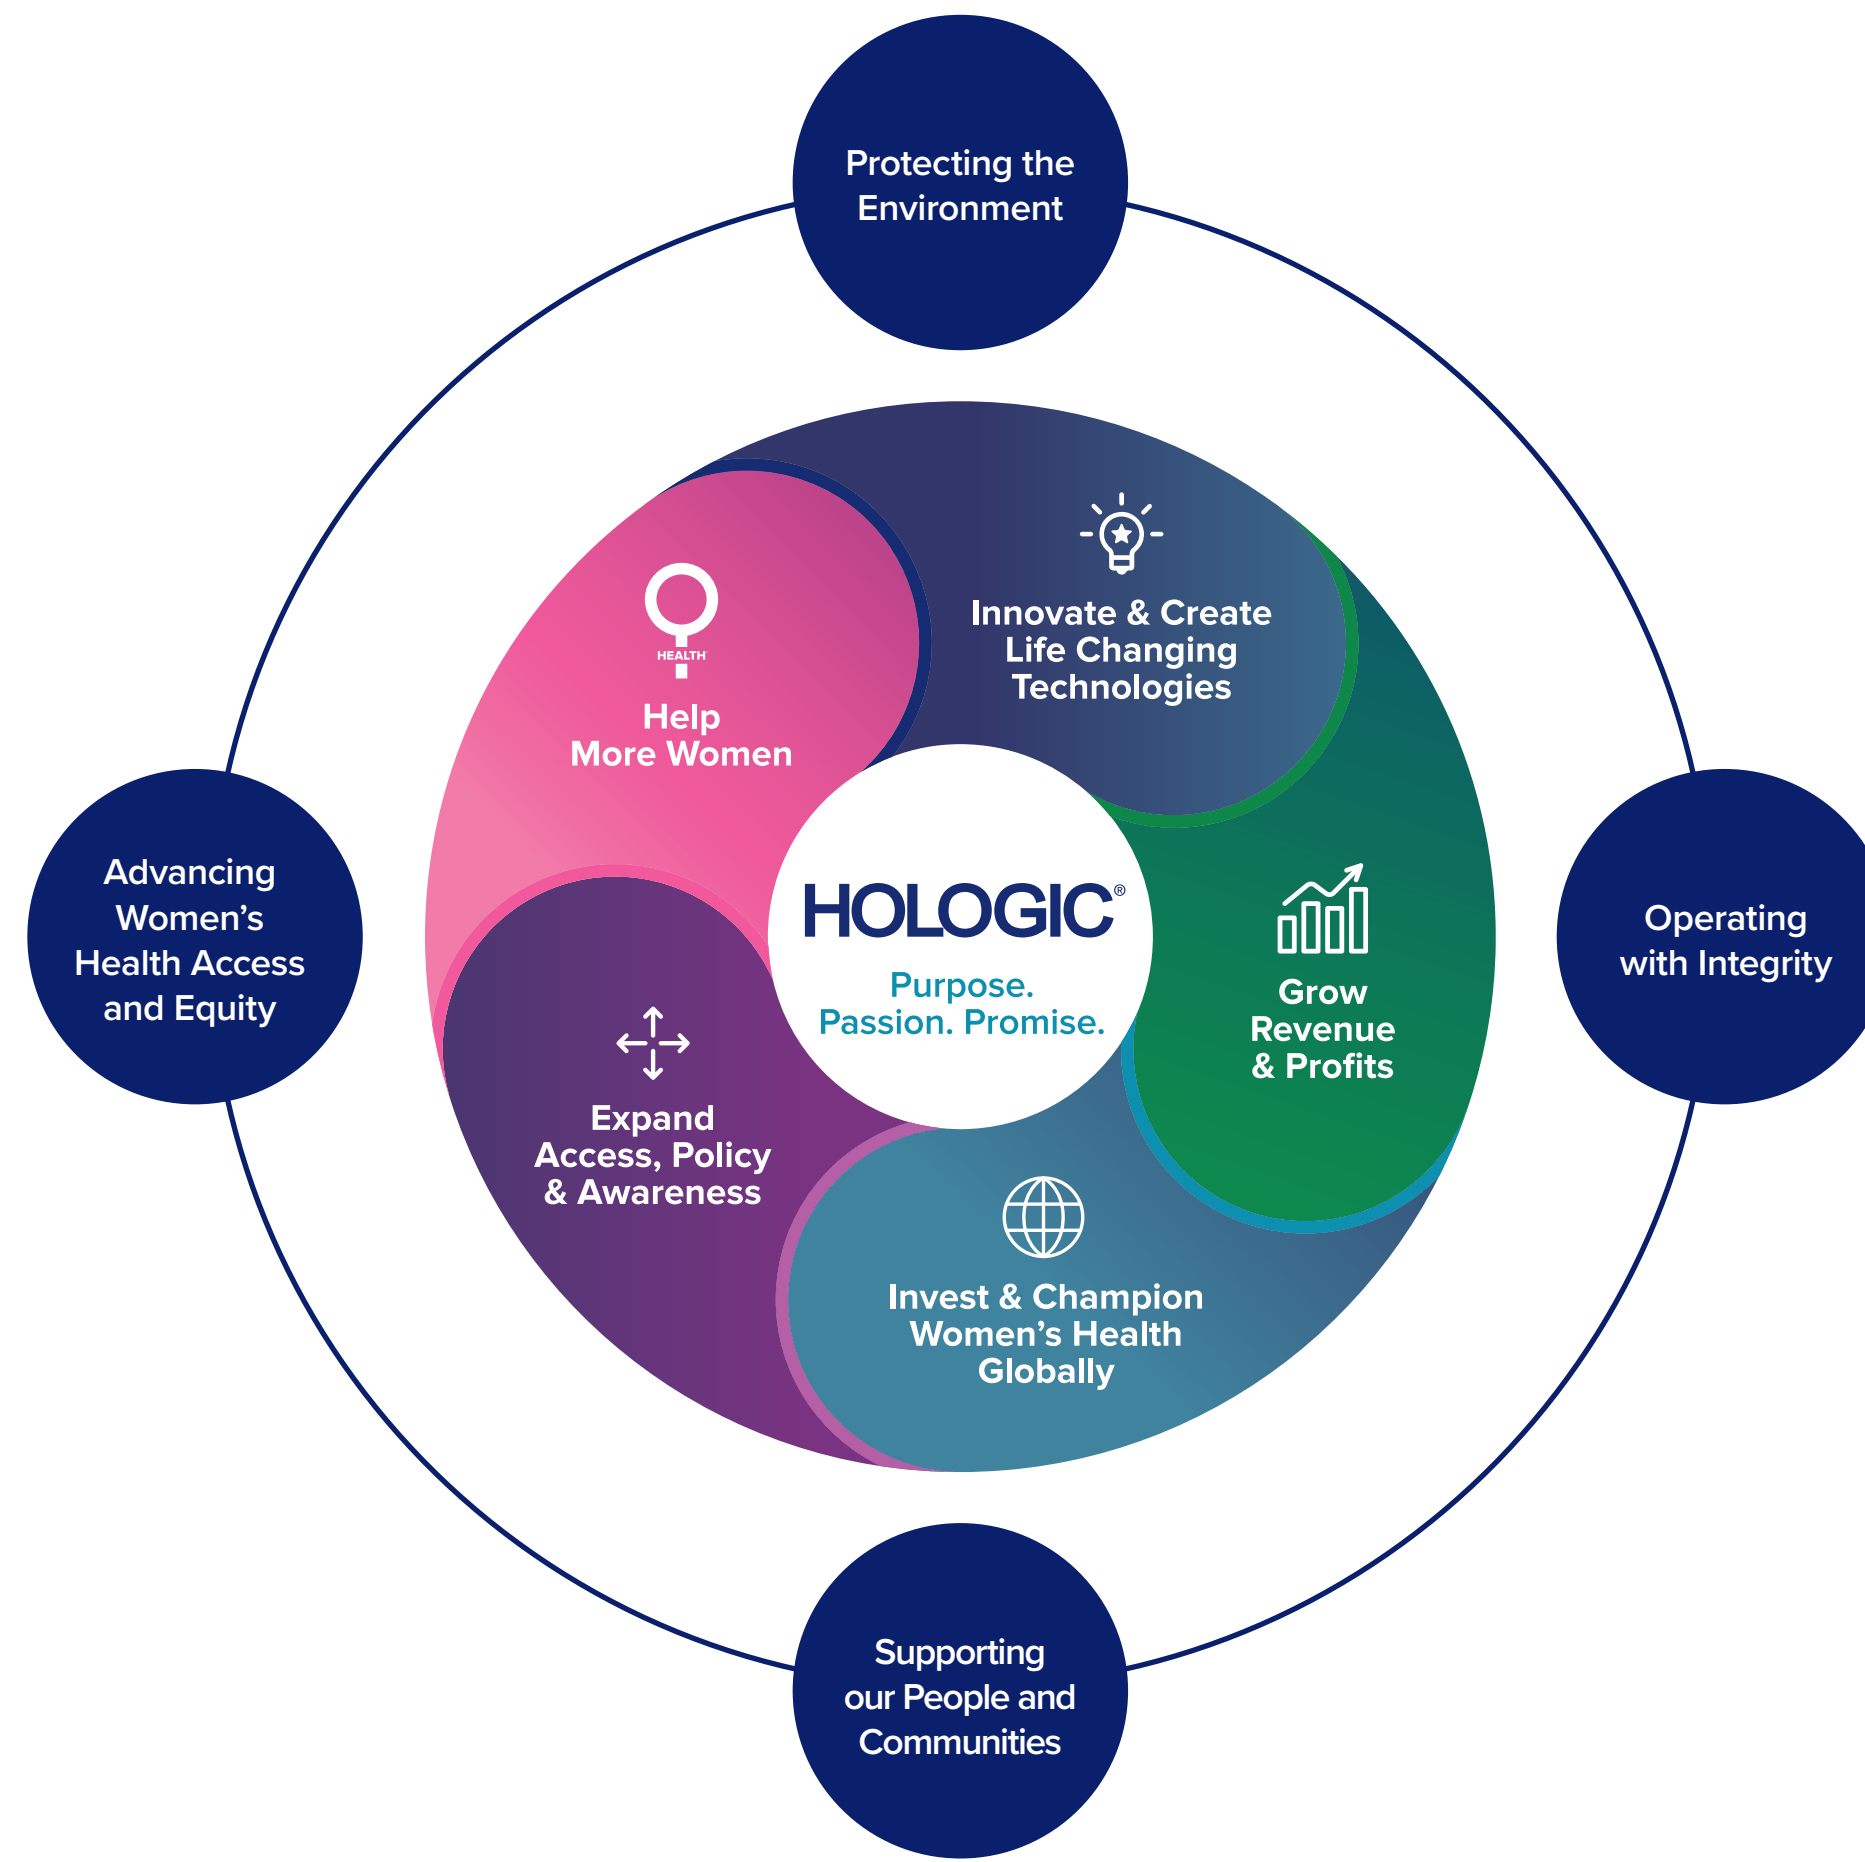 Protecting the
Environment
Innovate & Create
Life Changing
Technologies
HEALTH
Help
More Women
Advancing
Women’s
Health Access
and Equity
HOLOGIC®
Purpose.
Passion. Promise.
Grow
Revenue
& Profits
Operating
with Integrity
Expand
Access, Policy
& Awareness
Invest & Champion
Women’s Health
Globally
Supporting
our People and
Communities